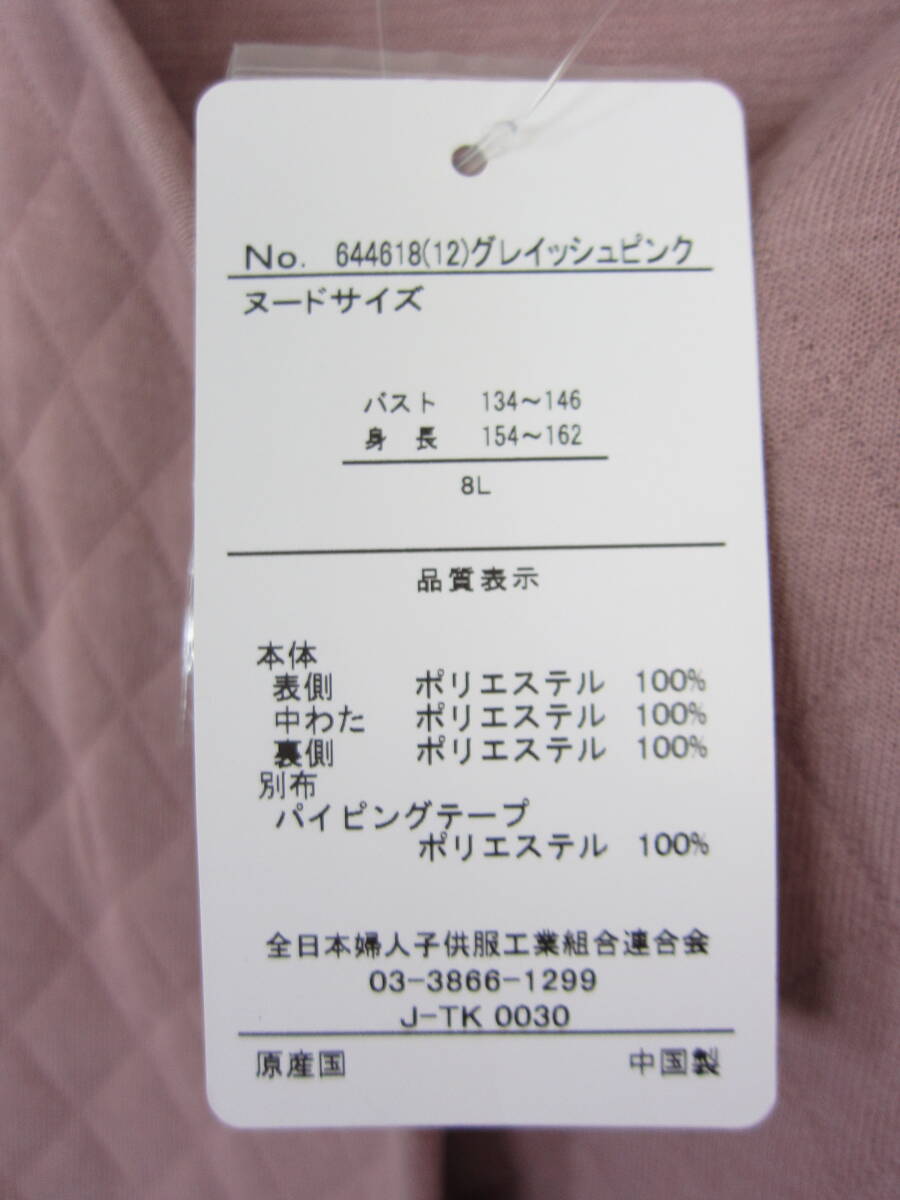 No. 644618(12)グレイッシュピンク
ヌードサイズ
バスト 134〜146
身長 154〜162
8L
品質表示
本体
表側 ポリエステル 100%
中わた ポリエステル 100%
裏側 ポリエステル 100%
別布
パイピングテープ
ポリエステル 100%
全日本婦人子供服工業組合連合会
03-3866-1299
J-TK 0030
原産国 中国製